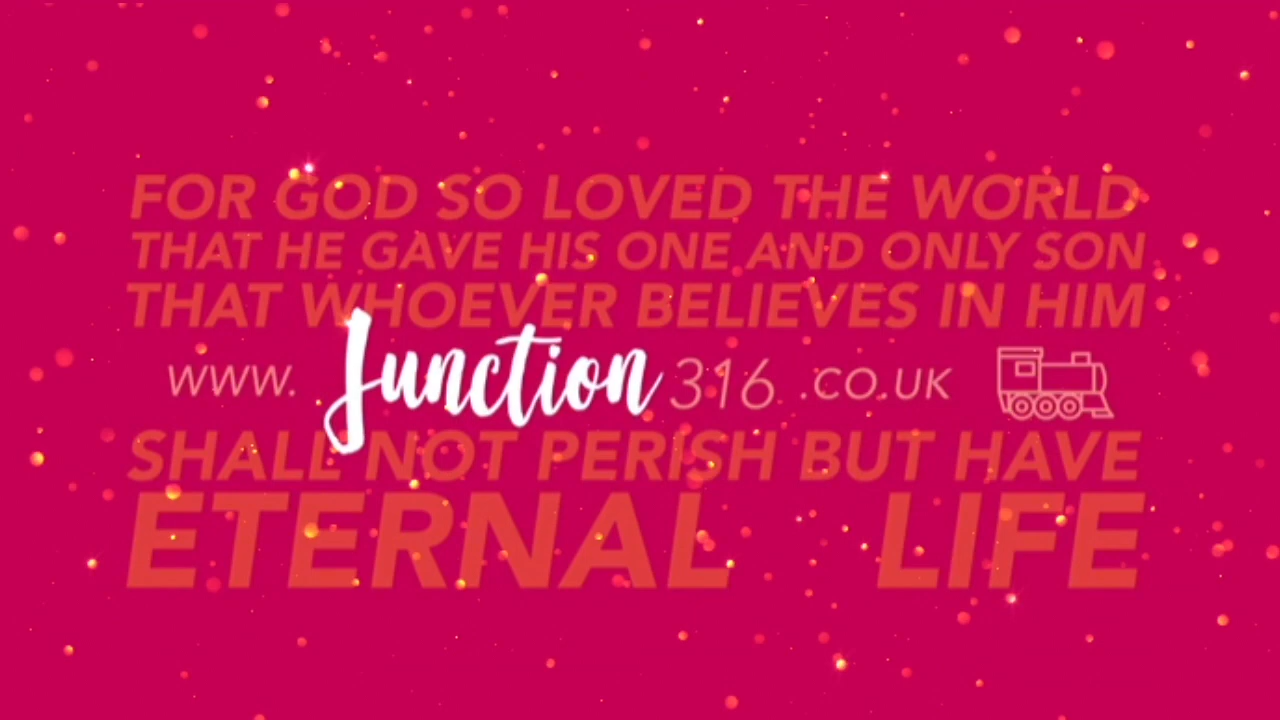 FOR GOD SO LOVED THE WORLD
THAT HE GAVE HIS ONE AND ONLY SON
THAT WHOEVER BELIEVES IN HIM
www. Junction 316 .co.uk
SHALL NOT PERISH BUT HAVE
ETERNAL LIFE